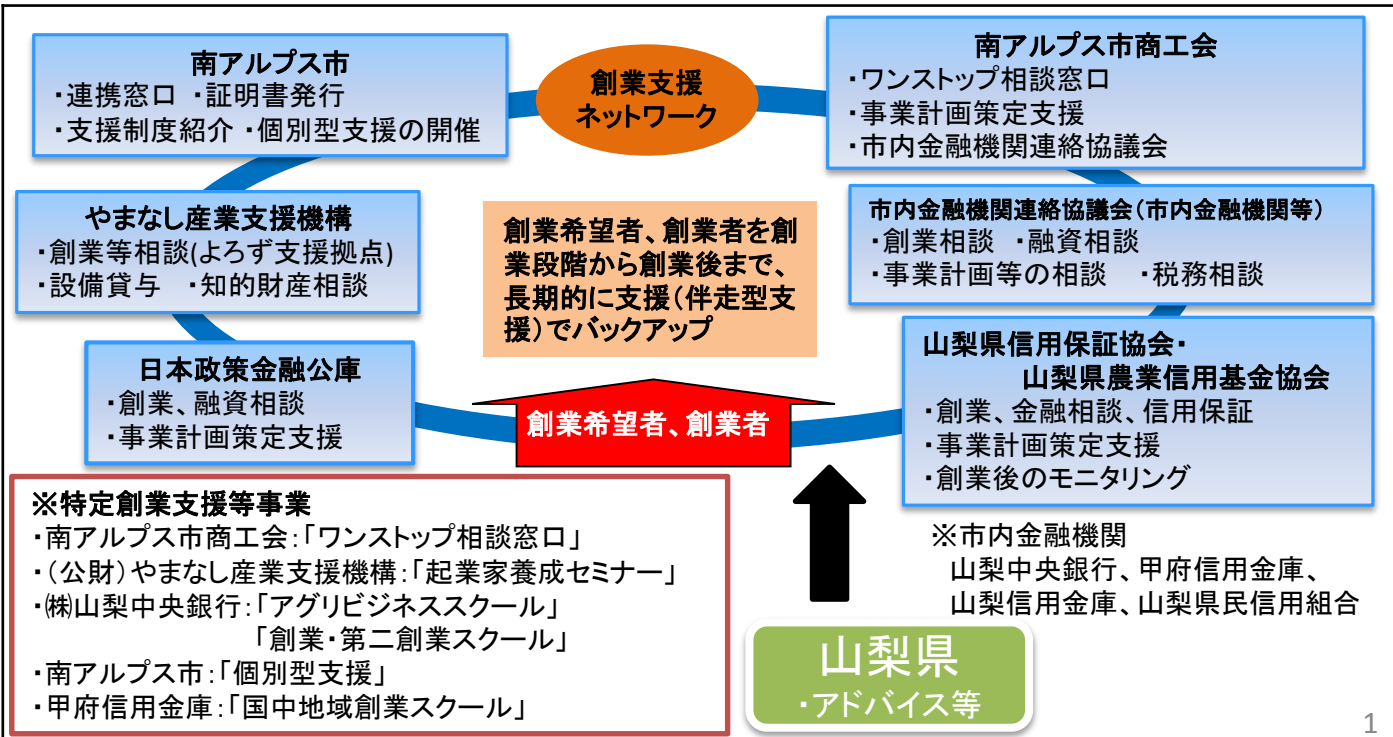 南アルプス市
・連携窓口 ・証明書発行
・支援制度紹介 ・個別型支援の開催
創業支援
ネットワーク
南アルプス市商工会
・ワンストップ相談窓口
・事業計画策定支援
・市内金融機関連絡協議会
やまなし産業支援機構
・創業等相談(よろず支援拠点)
・設備貸与 ・知的財産相談
創業希望者、創業者を創
業段階から創業後まで、
長期的に支援(伴走型支
援)でバックアップ
市内金融機関連絡協議会(市内金融機関等)
・創業相談 ・融資相談
・事業計画等の相談 ・税務相談
日本政策金融公庫
・創業、融資相談
・事業計画策定支援
創業希望者、創業者
山梨県信用保証協会・
山梨県農業信用基金協会
・創業、金融相談、信用保証
・事業計画策定支援
・創業後のモニタリング
※特定創業支援等事業
・南アルプス市商工会:「ワンストップ相談窓口」
・(公財)やまなし産業支援機構:「起業家養成セミナー」
・㈱山梨中央銀行:「アグリビジネススクール」
「創業・第二創業スクール」
・南アルプス市:「個別型支援」
・甲府信用金庫:「国中地域創業スクール」
※市内金融機関
山梨中央銀行、甲府信用金庫、
山梨信用金庫、山梨県民信用組合
山梨県
・アドバイス等
1